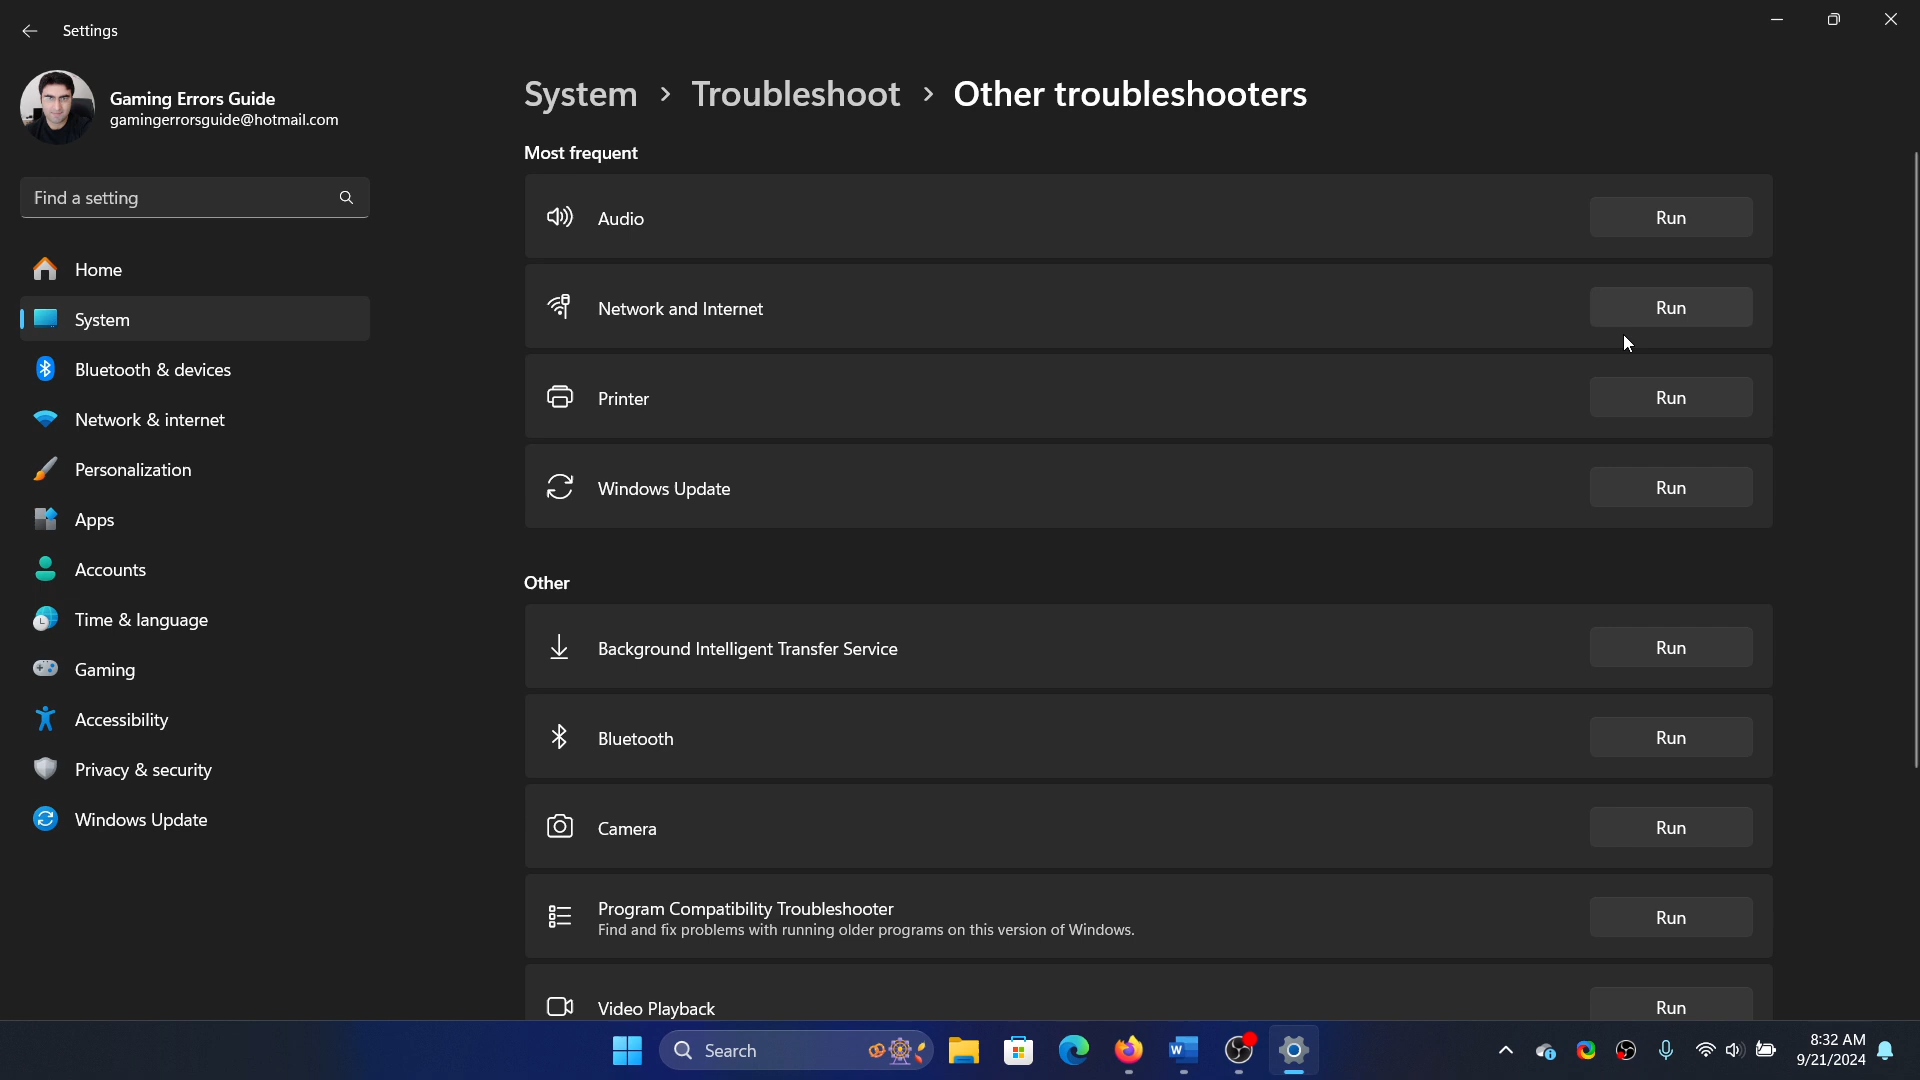 Settings
Gaming Errors Guide
gamingerrorsguide@hotmail.com
Find a setting
Home
System
Bluetooth & devices
Network & internet
Personalization
Apps
Accounts
Time & language
Gaming
Accessibility
Privacy & security
Windows Update
System > Troubleshoot > Other troubleshooters
Most frequent
Audio Run
Network and Internet Run
Printer Run
Windows Update Run
Other
Background Intelligent Transfer Service Run
Bluetooth Run
Camera Run
Program Compatibility Troubleshooter
Find and fix problems with running older programs on this version of Windows.
Run
Video Playback Run
Search
8:32 AM
9/21/2024